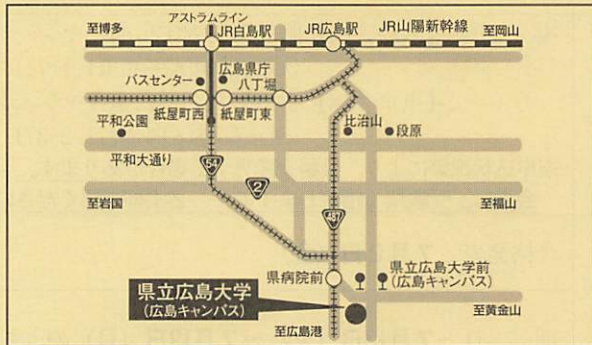 アストラムライン
至博多
JR白島駅
JR広島駅
JR山陽新幹線
至岡山
バスセンター
広島県庁
八丁堀
紙屋町西
紙屋町東
平和公園
比治山
段原
平和大通り
54
2
487
至岩国
至福山
県病院前
県立広島大学前
(広島キャンパス)
県立広島大学
(広島キャンパス)
至黄金山
至広島港